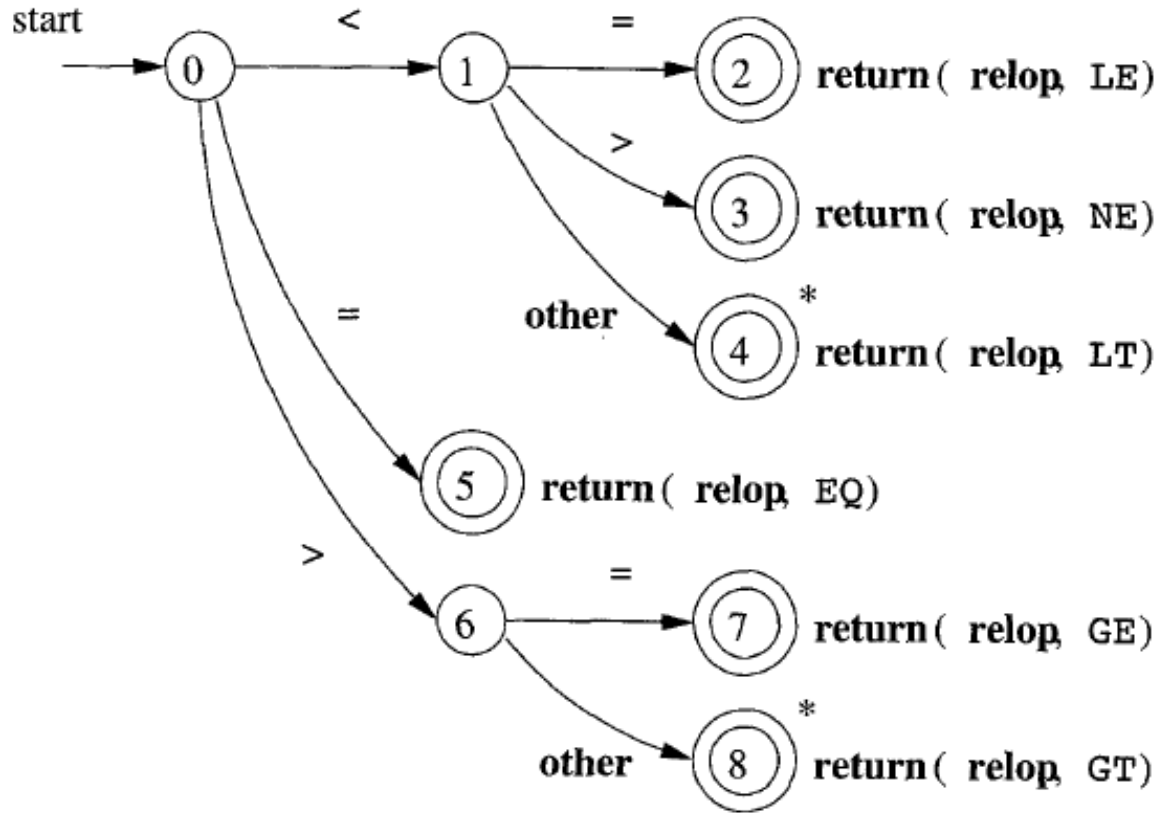 start
<
=
0
1
2
return ( relop, LE)
>
3
return ( relop, NE)
*
other
4
return ( relop, LT)
=
5
return ( relop, EQ)
>
=
6
7
return ( relop, GE)
*
other
8
return ( relop, GT)